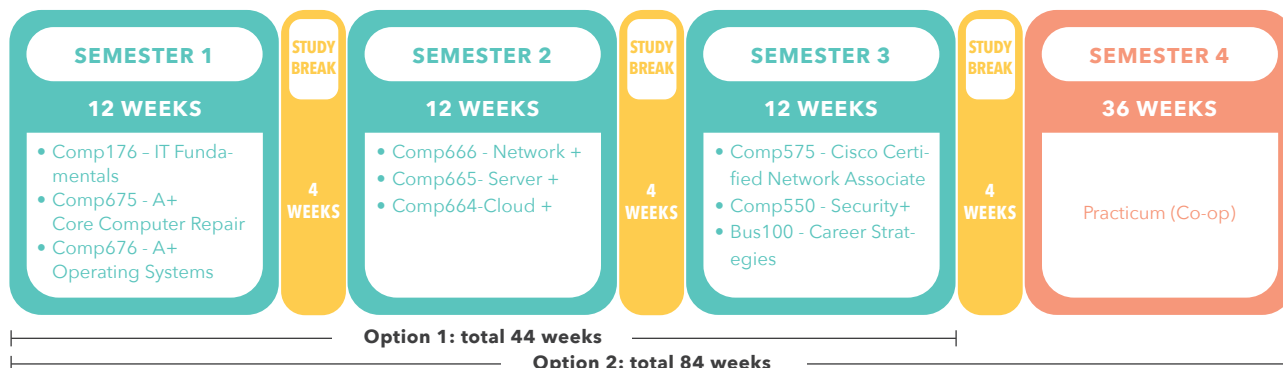 SEMESTER 1
12 WEEKS
• Comp176 – IT Funda-
mentals
• Comp675 - A+
Core Computer Repair
• Comp676 - A+
Operating Systems
STUDY
BREAK
4
WEEKS
SEMESTER 2
12 WEEKS
• Comp666 - Network +
• Comp665- Server +
• Comp664-Cloud +
STUDY
BREAK
4
WEEKS
SEMESTER 3
12 WEEKS
• Comp575 - Cisco Certi-
fied Network Associate
• Comp550 - Security+
• Bus100 - Career Strat-
egies
STUDY
BREAK
4
WEEKS
SEMESTER 4
36 WEEKS
Practicum (Co-op)
Option 1: total 44 weeks
Option 2: total 84 weeks